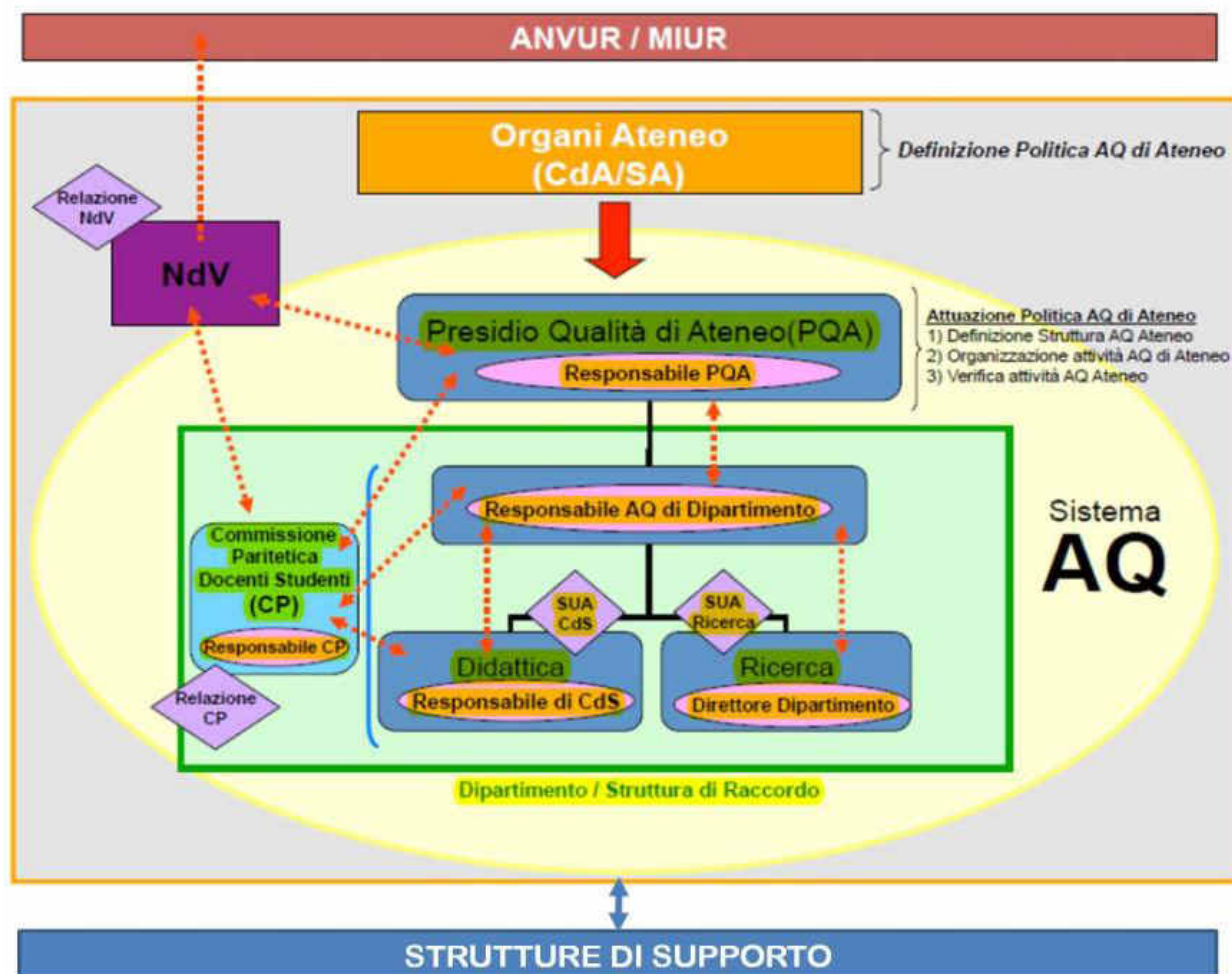 ANVUR / MIUR
Organi Ateneo
(CdA/SA)
Definizione Politica AQ di Ateneo
Relazione
NdV
NdV
Presidio Qualità di Ateneo(PQA)
Responsabile PQA
Attuazione Politica AQ di Ateneo
1) Definizione Struttura AQ Ateneo
2) Organizzazione attività AQ di Ateneo
3) Verifica attività AQ Ateneo
Responsabile AQ di Dipartimento
Commissione
Paritetica
Docenti Studenti
(CP)
Responsabile CP
Relazione
CP
SUA
CdS
SUA
Ricerca
Didattica
Responsabile di CdS
Ricerca
Direttore Dipartimento
Sistema
AQ
Dipartimento / Struttura di Raccordo
STRUTTURE DI SUPPORTO